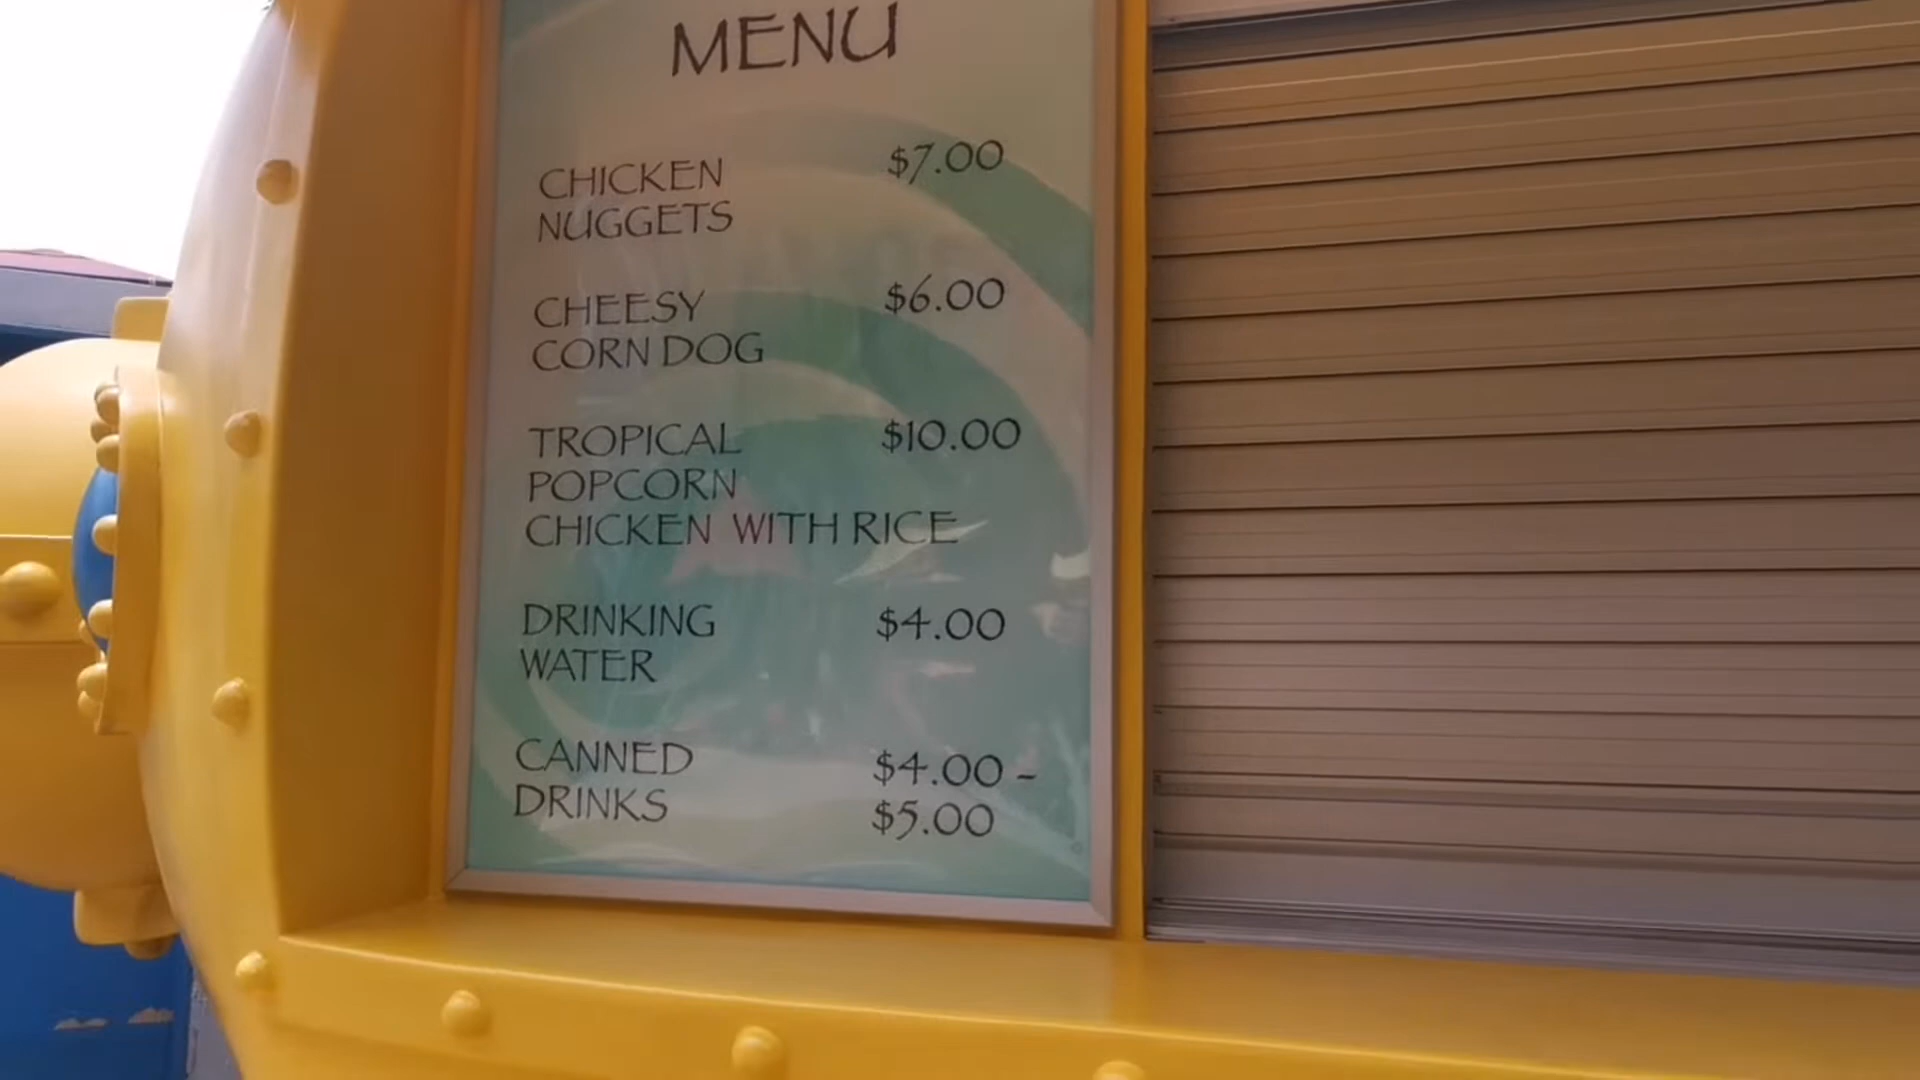 MENU
CHICKEN $7.00
NUGGETS
CHEESY $6.00
CORN DOG
TROPICAL $10.00
POPCORN
CHICKEN WITH RICE
DRINKING $4.00
WATER
CANNED $4.00 -
DRINKS $5.00